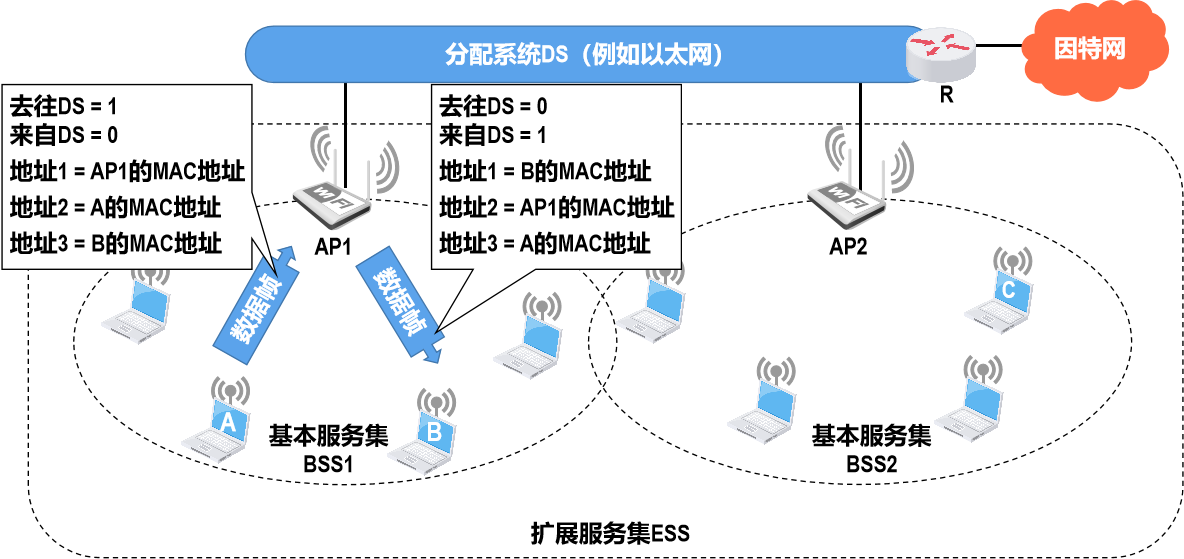 分配系统DS（例如以太网）
因特网
R
去往DS = 1
来自DS = 0
地址1 = AP1的MAC地址
地址2 = A的MAC地址
地址3 = B的MAC地址
去往DS = 0
来自DS = 1
地址1 = B的MAC地址
地址2 = AP1的MAC地址
地址3 = A的MAC地址
WiFi
AP1
WiFi
AP2
数据帧
数据帧
C
A
B
基本服务集
BSS1
基本服务集
BSS2
扩展服务集ESS